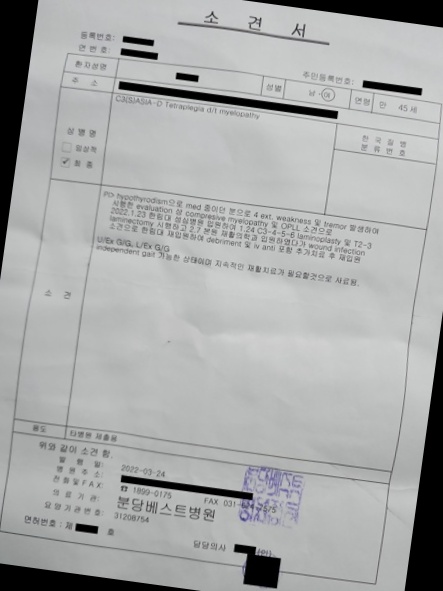 소 견 서
등록번호:
연 번 호:
주민등록번호:
환자성명
성별
남 · 여
연령
만 45 세
주 소
C3(S)ASIA-D Tetraplegia d/t myelopathy
한 국 질 병
분 류 번 호
상 병 명
임상적
최 종
PI> hypothyrodism으로 med 중이던 분으로 4 ext. weakness 및 tremor 발생하여
시행한 evaluation 상 compresive myelopathy 및 OPLL 소견으로
2022.1.23 한림대 성심병원 입원하여 1.24 C3-4-5-6 laminoplasty 및 T2-3
laminectomy 시행하고 2.7 본원 재활의학과 입원하였다가 wound infection
소견으로 한림대 재입원하여 debriment 및 iv anti 포함 추가치료 후 재입원
U/Ex G/G, L/Ex G/G
independent gait 가능한 상태이며 지속적인 재활치료가 필요할것으로 사료됨.
소 견
용도
타병원 제출용
위와 같이 소견 함.
발 행 일: 2022-03-24
병 원 주 소:
전 화 및 F A X: ☎ 1899-0175 FAX 031-
의 료 기 관: 분당베스트병원
요 양 기 관 번 호: 31208754
면허번호: 제 호
담당의사